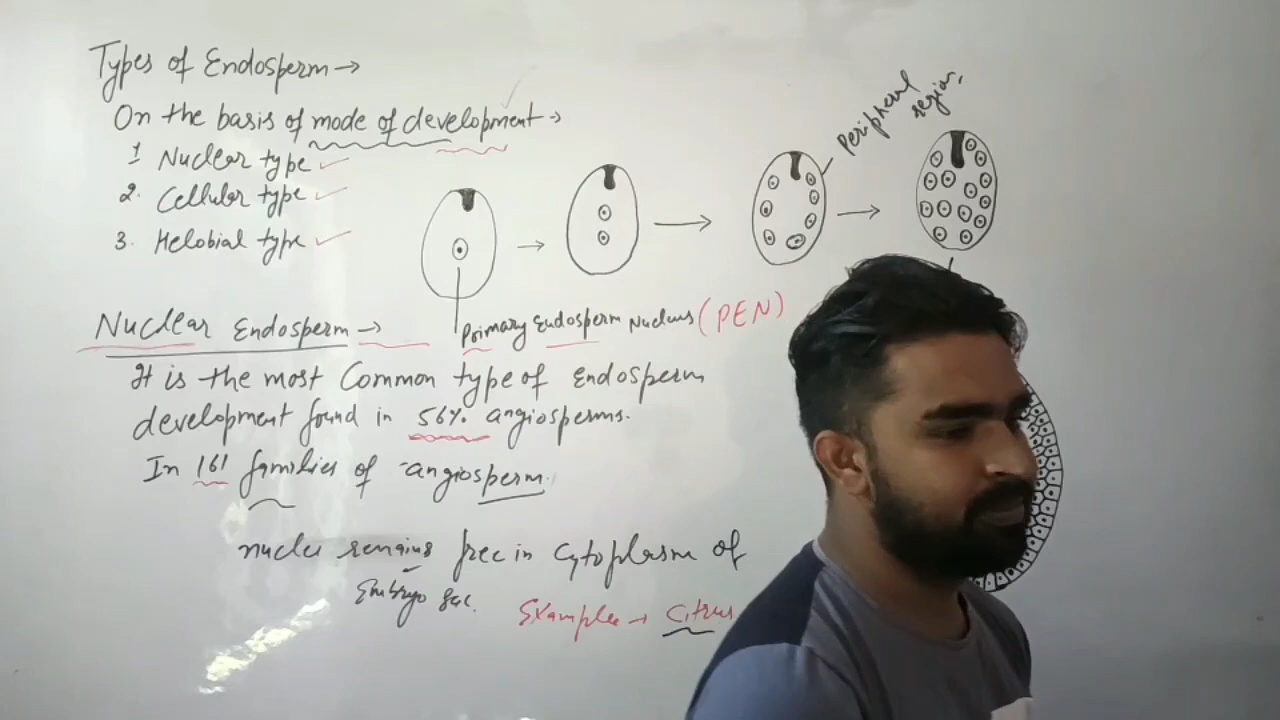 Types of Endosperm →
On the basis of mode of development →
1 Nuclear type
2. Cellular type
3. Helobial type
Peripheral region.
Primary Endosperm Nucleus (PEN)
Nuclear Endosperm →
It is the most Common type of Endosperm
development found in 56% angiosperms.
In 161 families of angiosperm.
nuclei remains free in Cytoplasm of
Embryo sac.
Example → Citrus